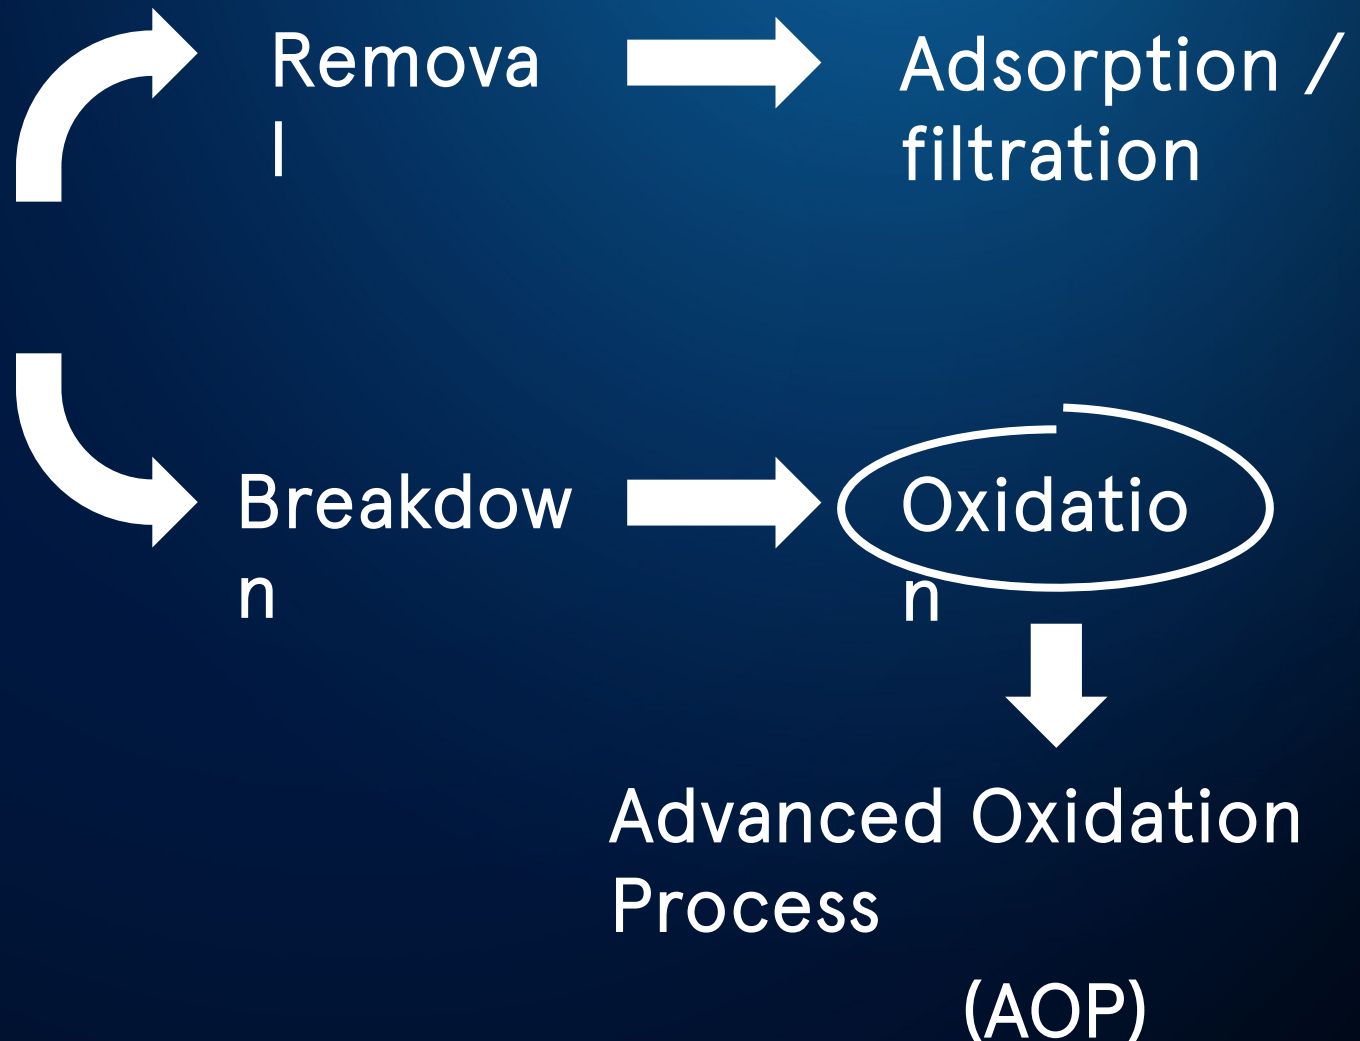 Remova
l
Adsorption /
filtration
Breakdow
n
Oxidatio
n
Advanced Oxidation
Process
(AOP)